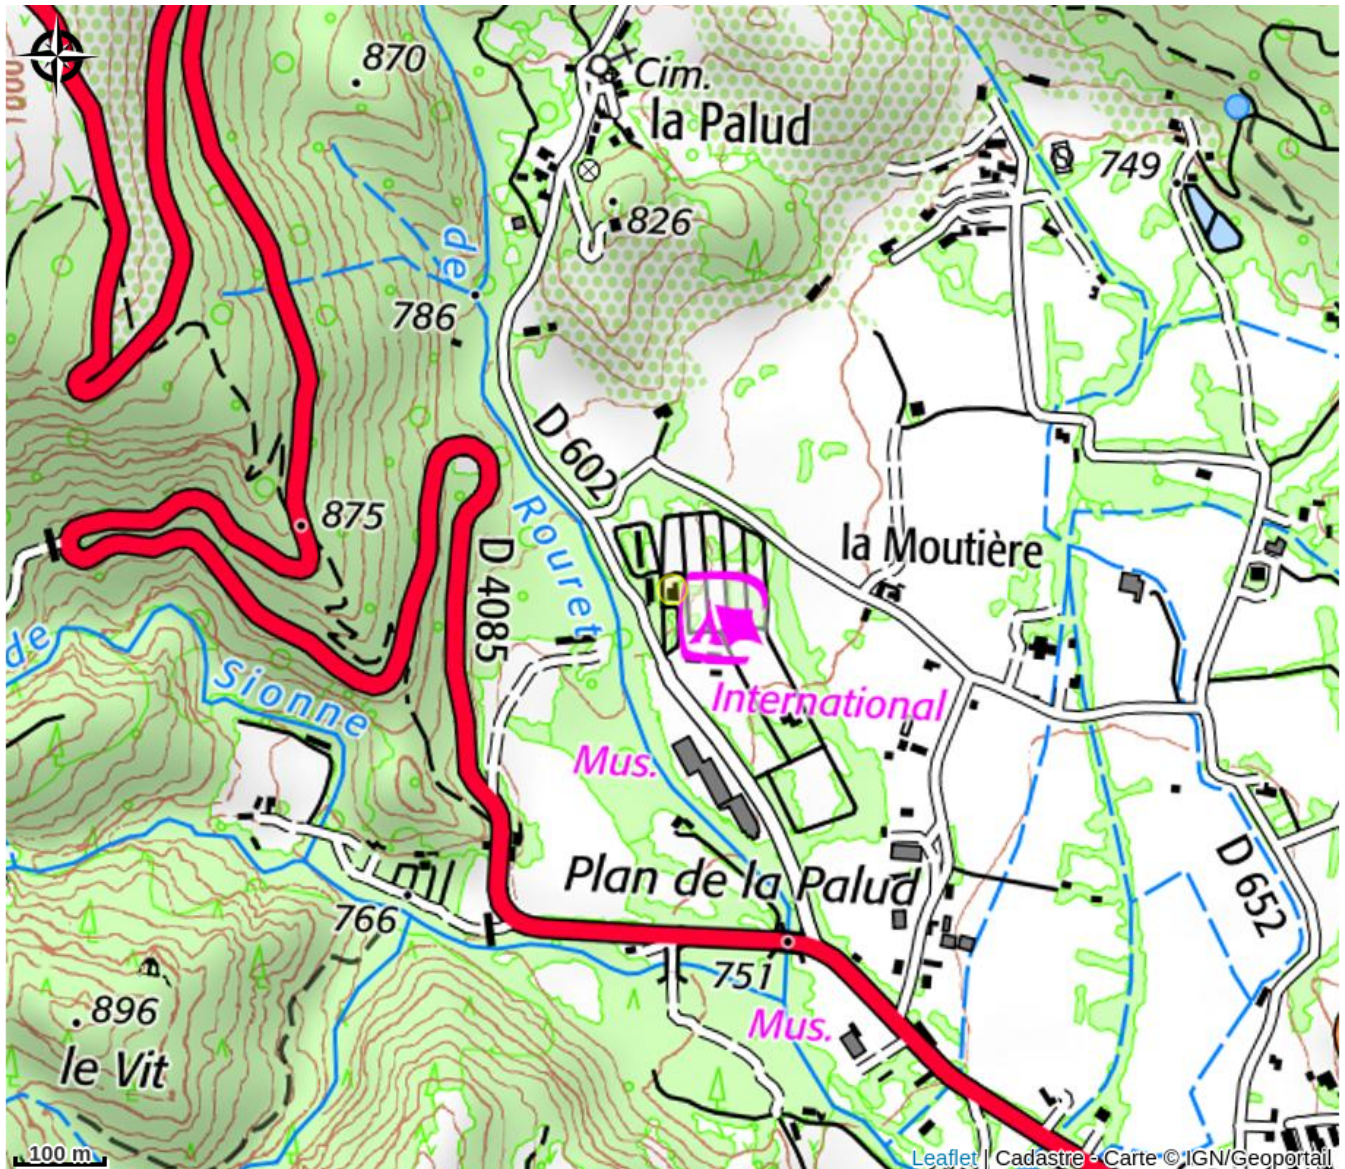 870
Cim.
la Palud
749
826
de
786
D 602
875
Rouret
la Moutière
D 4085
de
Sionne
International
Mus.
Plan de la Palud
D 652
766
751
896
Mus.
le Vit
100 m
Leaflet | Cadastre - Carte © IGN/Geoportail